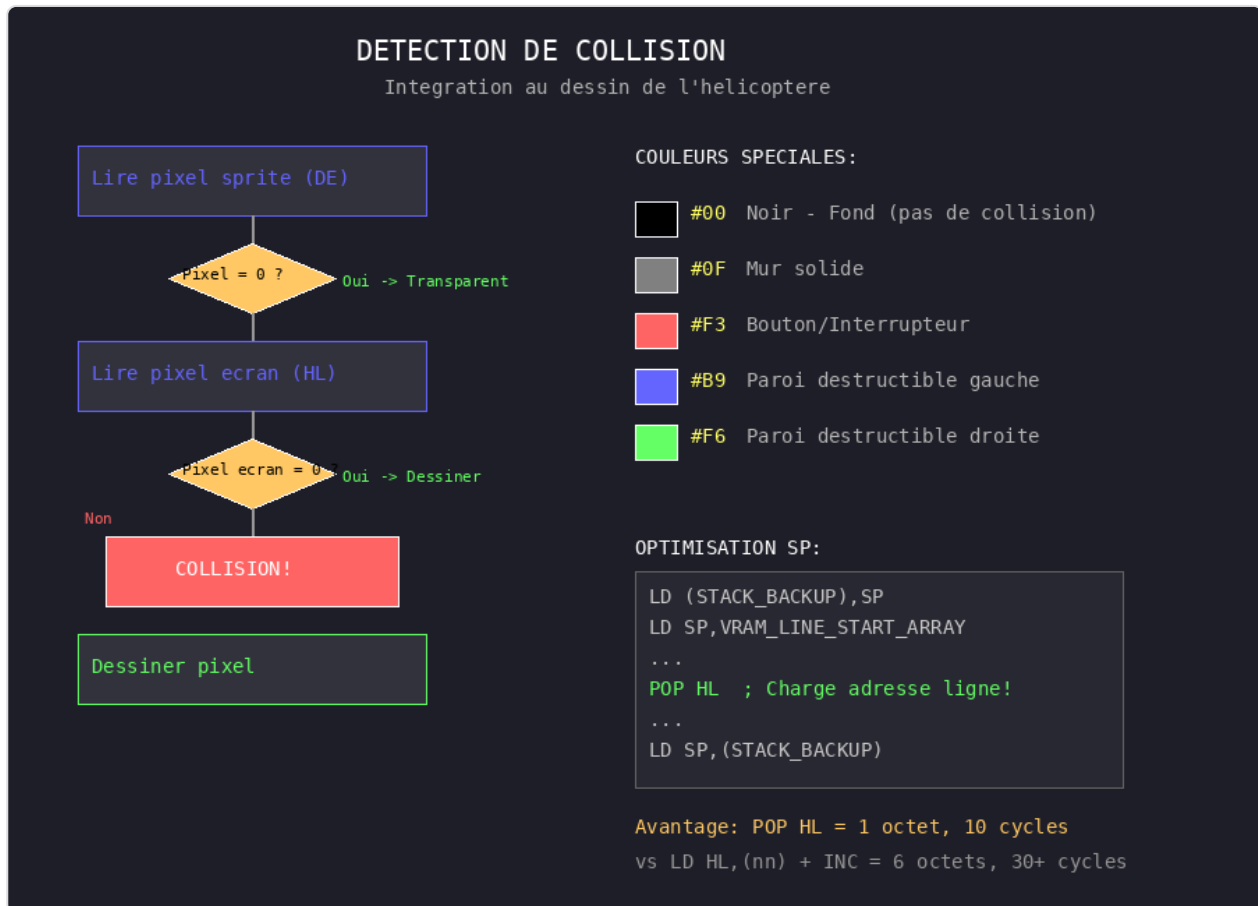 DETECTION DE COLLISION
Integration au dessin de l'helicoptere
Lire pixel sprite (DE)
Pixel = 0 ?
Oui -> Transparent
Lire pixel ecran (HL)
Pixel ecran = 0 ?
Oui -> Dessiner
Non
COLLISION!
Dessiner pixel
COULEURS SPECIALES:
#00 Noir - Fond (pas de collision)
#0F Mur solide
#F3 Bouton/Interrupteur
#B9 Paroi destructible gauche
#F6 Paroi destructible droite
OPTIMISATION SP:
LD (STACK_BACKUP),SP
LD SP,VRAM_LINE_START_ARRAY
...
POP HL  ; Charge adresse ligne!
...
LD SP,(STACK_BACKUP)
Avantage: POP HL = 1 octet, 10 cycles
vs LD HL,(nn) + INC = 6 octets, 30+ cycles